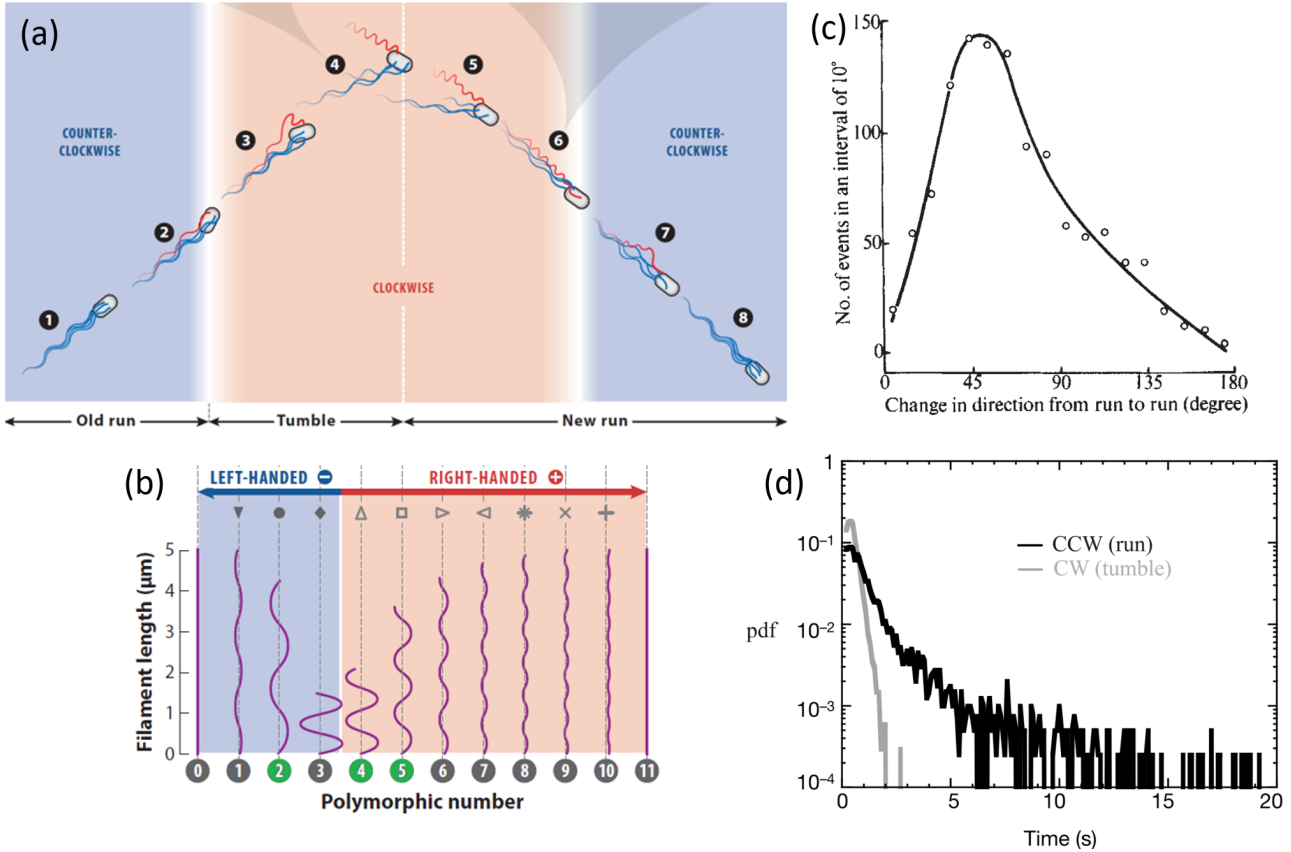 (a)
COUNTER-
CLOCKWISE
1
2
3
4
5
6
7
8
CLOCKWISE
COUNTER-
CLOCKWISE
Old run
Tumble
New run
(b)
LEFT-HANDED −
RIGHT-HANDED +
Filament length (µm)
5
4
3
2
1
0
0 1 2 3 4 5 6 7 8 9 10 11
Polymorphic number
(c)
No. of events in an interval of 10°
150
100
50
0
0 45 90 135 180
Change in direction from run to run (degree)
(d)
pdf
1
10⁻¹
10⁻²
10⁻³
10⁻⁴
CCW (run)
CW (tumble)
0 5 10 15 20
Time (s)